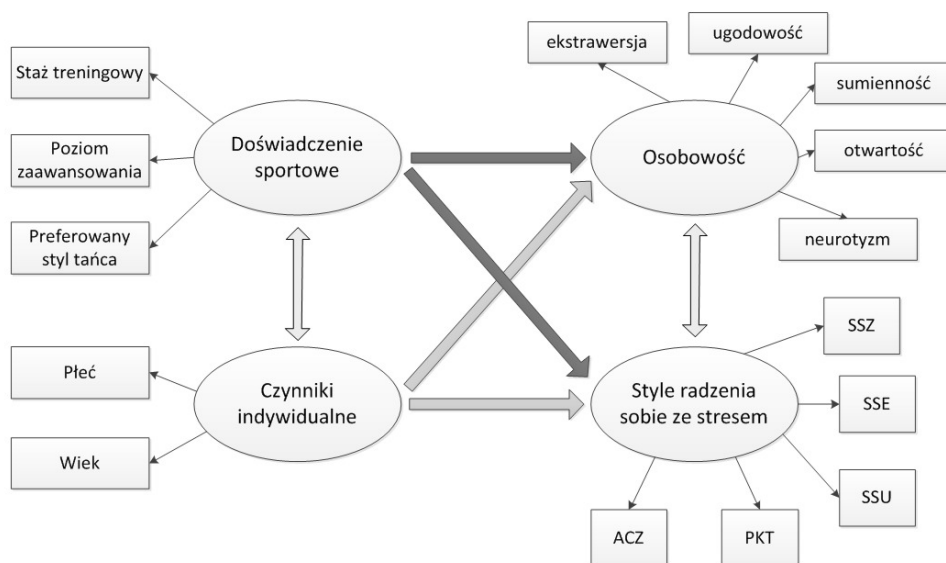 Staż treningowy
Poziom
zaawansowania
Preferowany
styl tańca
Doświadczenie
sportowe
ekstrawersja
ugodowość
sumienność
otwartość
neurotyzm
Osobowość
Płeć
Wiek
Czynniki
indywidualne
Style radzenia
sobie ze stresem
SSZ
SSE
SSU
ACZ
PKT